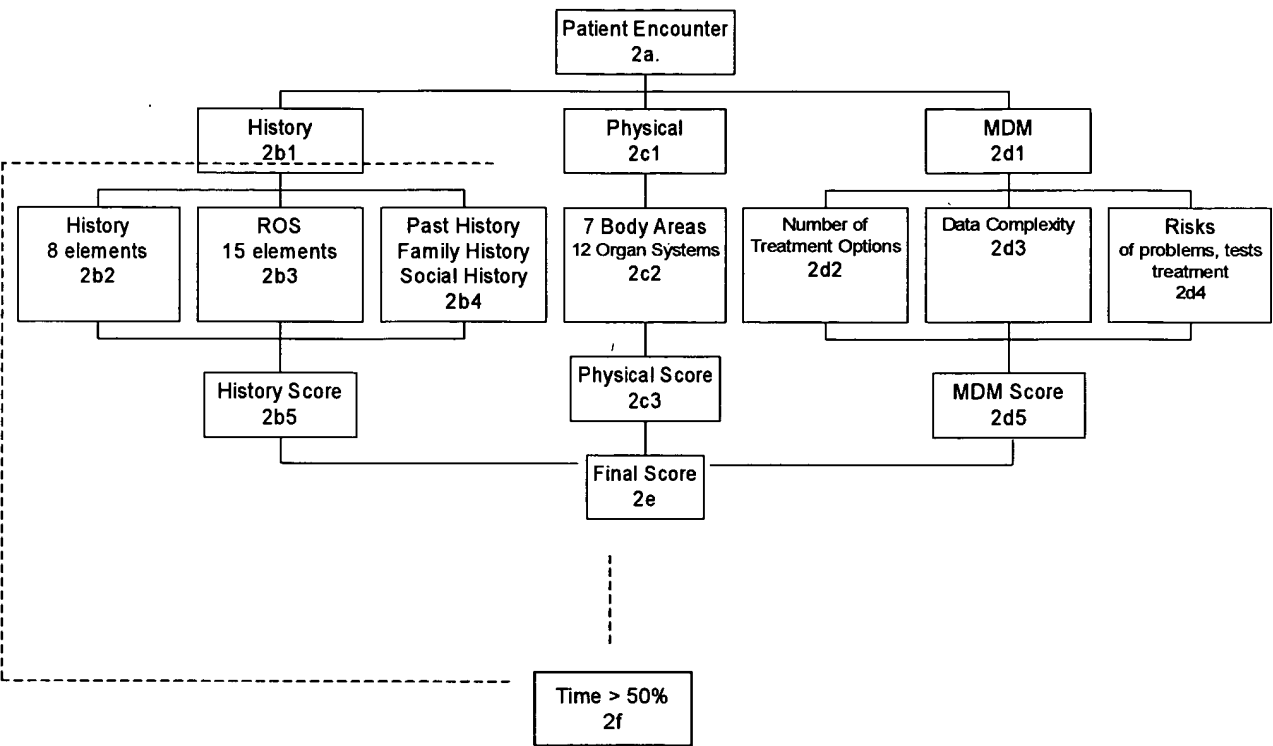 Patient Encounter
2a.
History
2b1
Physical
2c1
MDM
2d1
History
8 elements
2b2
ROS
15 elements
2b3
Past History
Family History
Social History
2b4
7 Body Areas
12 Organ Systems
2c2
Number of
Treatment Options
2d2
Data Complexity
2d3
Risks
of problems, tests
treatment
2d4
History Score
2b5
Physical Score
2c3
MDM Score
2d5
Final Score
2e
Time > 50%
2f